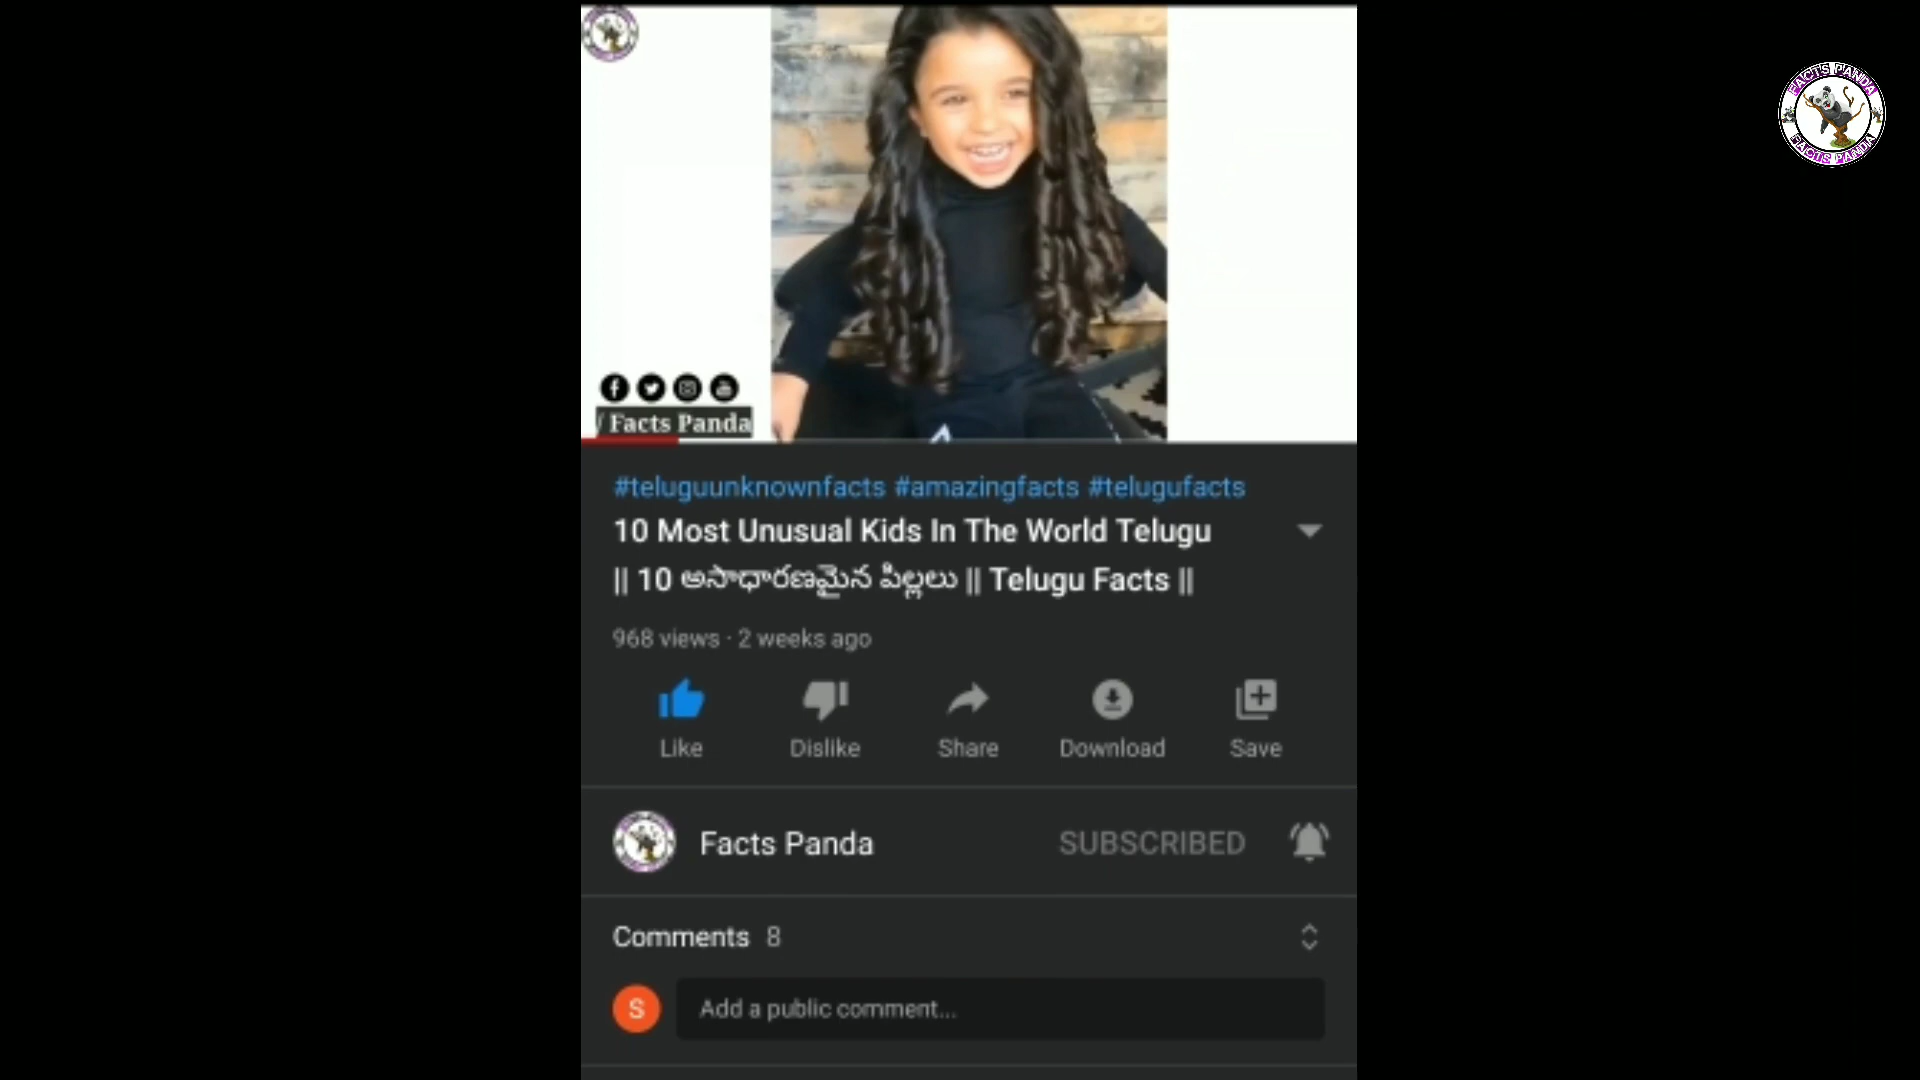 FACTS PANDA
FACTS PANDA
/ Facts Panda
#teluguunknownfacts #amazingfacts #telugufacts
10 Most Unusual Kids In The World Telugu
|| 10 అసాధారణమైన పిల్లలు || Telugu Facts ||
968 views · 2 weeks ago
Like Dislike Share Download Save
Facts Panda SUBSCRIBED
Comments 8
S Add a public comment...